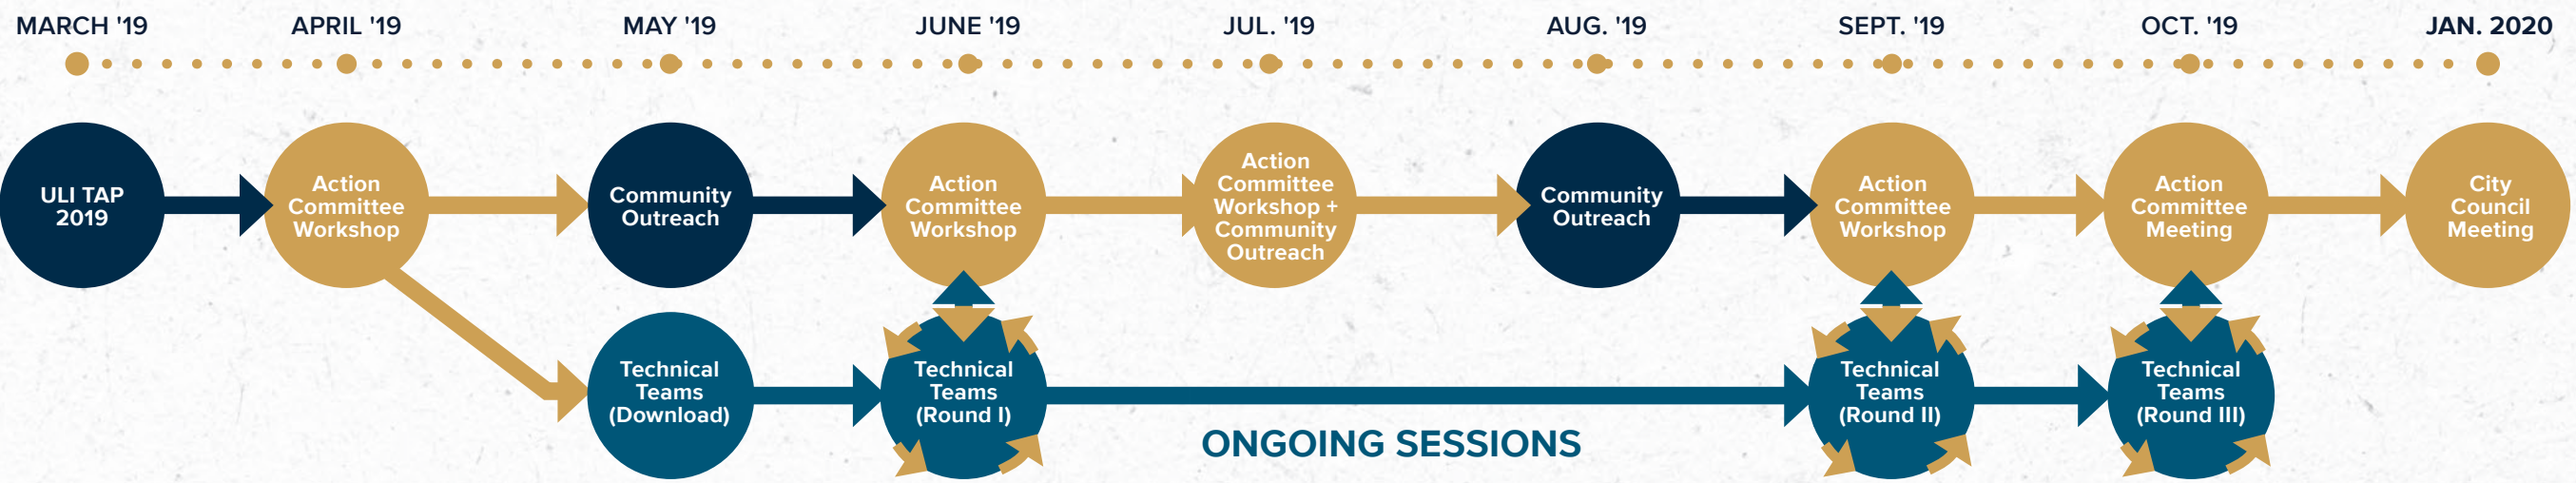 MARCH '19
APRIL '19
MAY '19
JUNE '19
JUL. '19
AUG. '19
SEPT. '19
OCT. '19
JAN. 2020
ULI TAP
2019
Action
Committee
Workshop
Community
Outreach
Action
Committee
Workshop
Action
Committee
Workshop +
Community
Outreach
Community
Outreach
Action
Committee
Workshop
Action
Committee
Meeting
City
Council
Meeting
Technical
Teams
(Download)
Technical
Teams
(Round I)
ONGOING SESSIONS
Technical
Teams
(Round II)
Technical
Teams
(Round III)